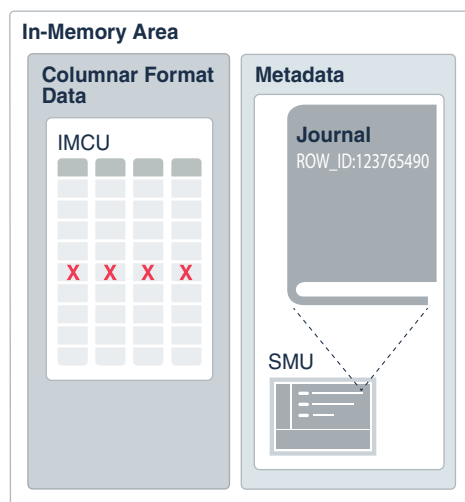 In-Memory Area
Columnar Format
Data
IMCU
X X X X
Metadata
Journal
ROW_ID:123765490
SMU